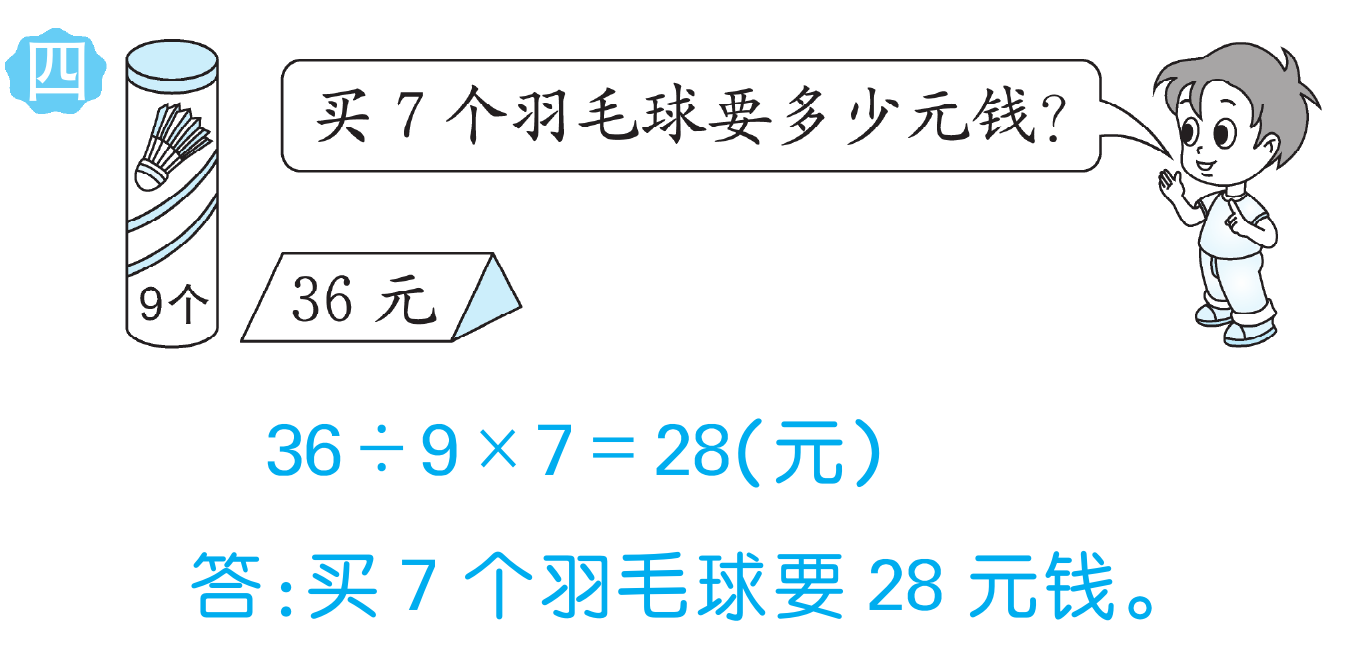 四
买 7 个羽毛球要多少元钱?
9个
36 元
36÷9×7=28(元)
答:买 7 个羽毛球要 28 元钱。